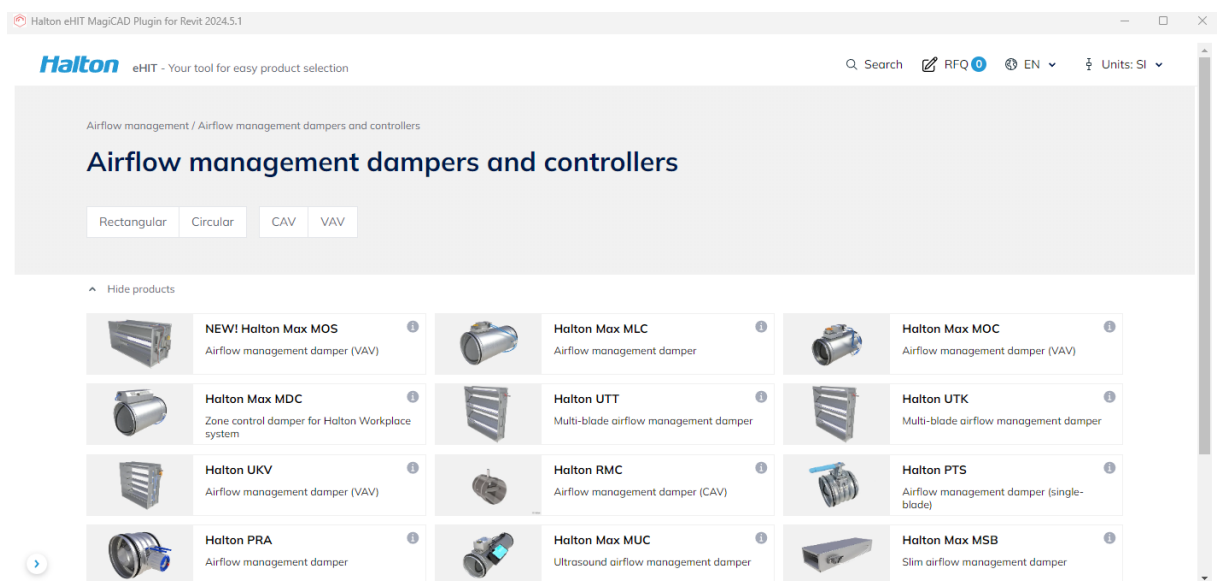 Halton eHIT MagiCAD Plugin for Revit 2024.5.1
Halton eHIT - Your tool for easy product selection
Search RFQ 0 EN Units: SI
Airflow management / Airflow management dampers and controllers
Airflow management dampers and controllers
Rectangular Circular CAV VAV
Hide products
NEW! Halton Max MOS
Airflow management damper (VAV)
Halton Max MLC
Airflow management damper
Halton Max MOC
Airflow management damper (VAV)
Halton Max MDC
Zone control damper for Halton Workplace
system
Halton UTT
Multi-blade airflow management damper
Halton UTK
Multi-blade airflow management damper
Halton UKV
Airflow management damper (VAV)
Halton RMC
Airflow management damper (CAV)
Halton PTS
Airflow management damper (single-
blade)
Halton PRA
Airflow management damper
Halton Max MUC
Ultrasound airflow management damper
Halton Max MSB
Slim airflow management damper